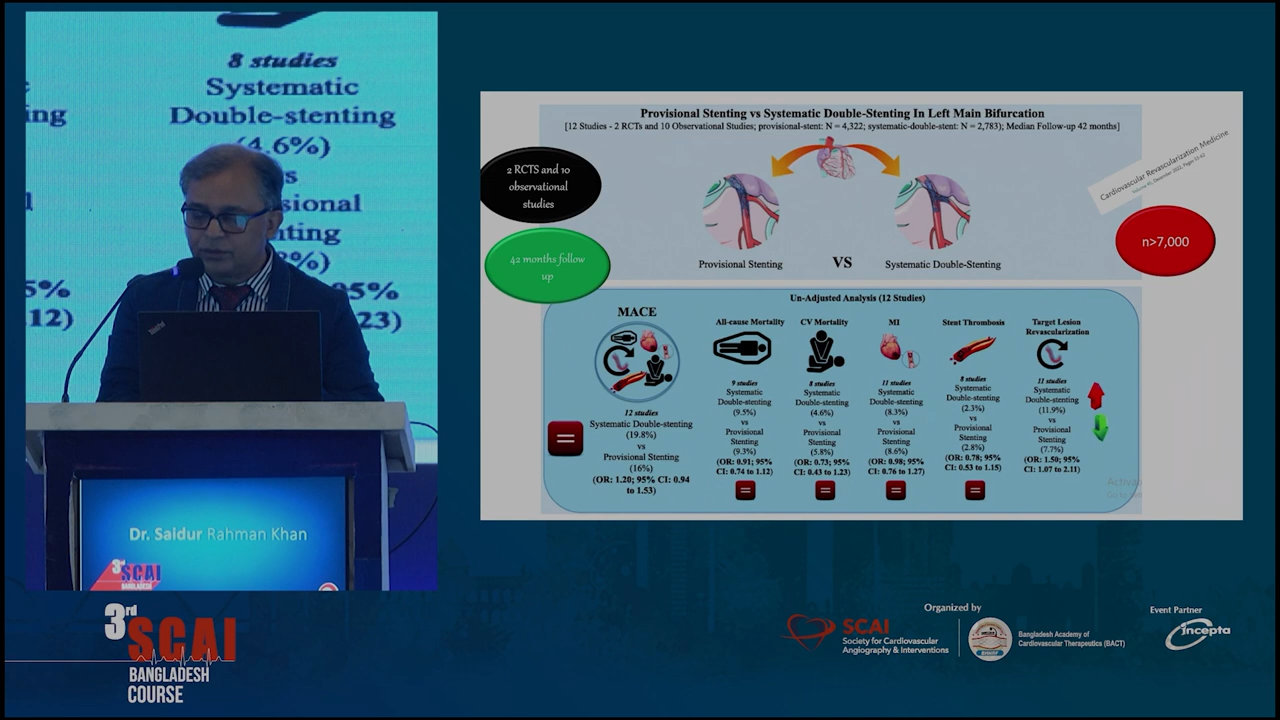 8 studies
Systematic
Double-stenting
(4.6%)
ThinkPad
Dr. Saidur Rahman Khan
3rd SCAI
BANGLADESH
Provisional Stenting vs Systematic Double-Stenting In Left Main Bifurcation
[12 Studies - 2 RCTs and 10 Observational Studies; provisional-stent: N = 4,322; systematic-double-stent: N = 2,783); Median Follow-up 42 months]
2 RCTS and 10
observational
studies
42 months follow
up
Cardiovascular Revascularization Medicine
n>7,000
Provisional Stenting
VS
Systematic Double-Stenting
Un-Adjusted Analysis (12 Studies)
MACE
12 studies
Systematic Double-stenting
(19.8%)
vs
Provisional Stenting
(16%)
(OR: 1.20; 95% CI: 0.94
to 1.53)
All-cause Mortality
9 studies
Systematic
Double-stenting
(9.5%)
vs
Provisional
Stenting
(9.3%)
(OR: 0.91; 95%
CI: 0.74 to 1.12)
CV Mortality
8 studies
Systematic
Double-stenting
(4.6%)
vs
Provisional
Stenting
(5.8%)
(OR: 0.73; 95%
CI: 0.43 to 1.23)
MI
11 studies
Systematic
Double-stenting
(8.3%)
vs
Provisional
Stenting
(8.6%)
(OR: 0.98; 95%
CI: 0.76 to 1.27)
Stent Thrombosis
8 studies
Systematic
Double-stenting
(2.3%)
vs
Provisional
Stenting
(2.8%)
(OR: 0.78; 95%
CI: 0.53 to 1.15)
Target Lesion
Revascularization
11 studies
Systematic
Double-stenting
(11.9%)
vs
Provisional
Stenting
(7.7%)
(OR: 1.50; 95%
CI: 1.07 to 2.11)
3rd
SCAI
BANGLADESH
COURSE
Organized by
SCAI
Society for Cardiovascular
Angiography & Interventions
Bangladesh Academy of
Cardiovascular Therapeutics (BACT)
Event Partner
incepta